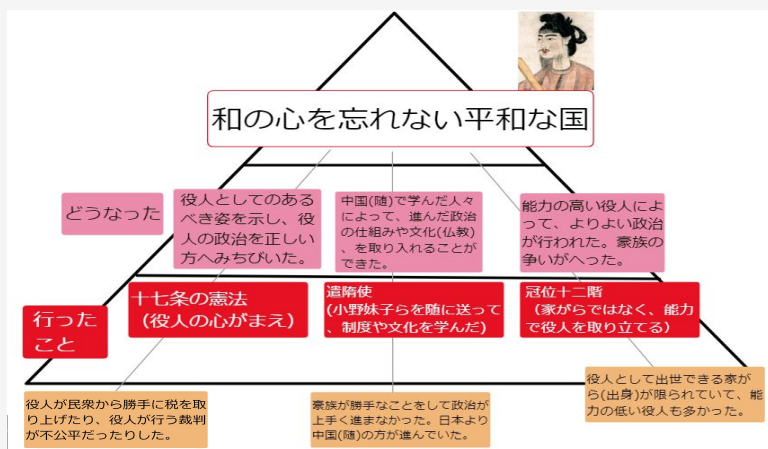 和の心を忘れない平和な国
どうなった
役人としてのある
べき姿を示し、役
人の政治を正しい
方へみちびいた。
中国(随)で学んだ人々
によって、進んだ政治
の仕組みや文化(仏教)
、を取り入れることが
できた。
能力の高い役人によ
って、よりよい政治
が行われた。豪族の
争いがへった。
行った
こと
十七条の憲法
（役人の心がまえ）
遣隋使
(小野妹子らを随に送って
、制度や文化を学んだ）
冠位十二階
（家がらではなく、能力
で役人を取り立てる）
役人が民衆から勝手に税を取
り上げたり、役人が行う裁判
が不公平だったりした。
豪族が勝手なことをして政治が
上手く進まなかった。日本より
中国(随)の方が進んでいた。
役人として出世できる家が
ら(出身)が限られていて、能
力の低い役人も多かった。